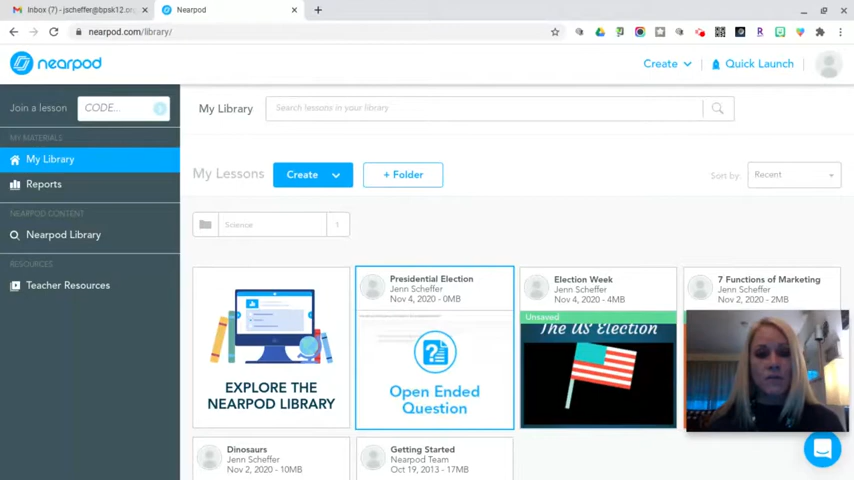 Inbox (7) - jscheffer@bpsk12.or
Nearpod
nearpod.com/library/
nearpod
Create
Quick Launch
Join a lesson
CODE...
My Library
Search lessons in your library
MY MATERIALS
My Library
Reports
NEARPOD CONTENT
Nearpod Library
RESOURCES
Teacher Resources
My Lessons
Create
+ Folder
Sort by:
Recent
Science
1
EXPLORE THE
NEARPOD LIBRARY
Presidential Election
Jenn Scheffer
Nov 4, 2020 - 0MB
Open Ended
Question
Election Week
Jenn Scheffer
Nov 4, 2020 - 4MB
Unsaved
The US Election
7 Functions of Marketing
Jenn Scheffer
Nov 2, 2020 - 2MB
Dinosaurs
Jenn Scheffer
Nov 2, 2020 - 10MB
Getting Started
Nearpod Team
Oct 19, 2013 - 17MB